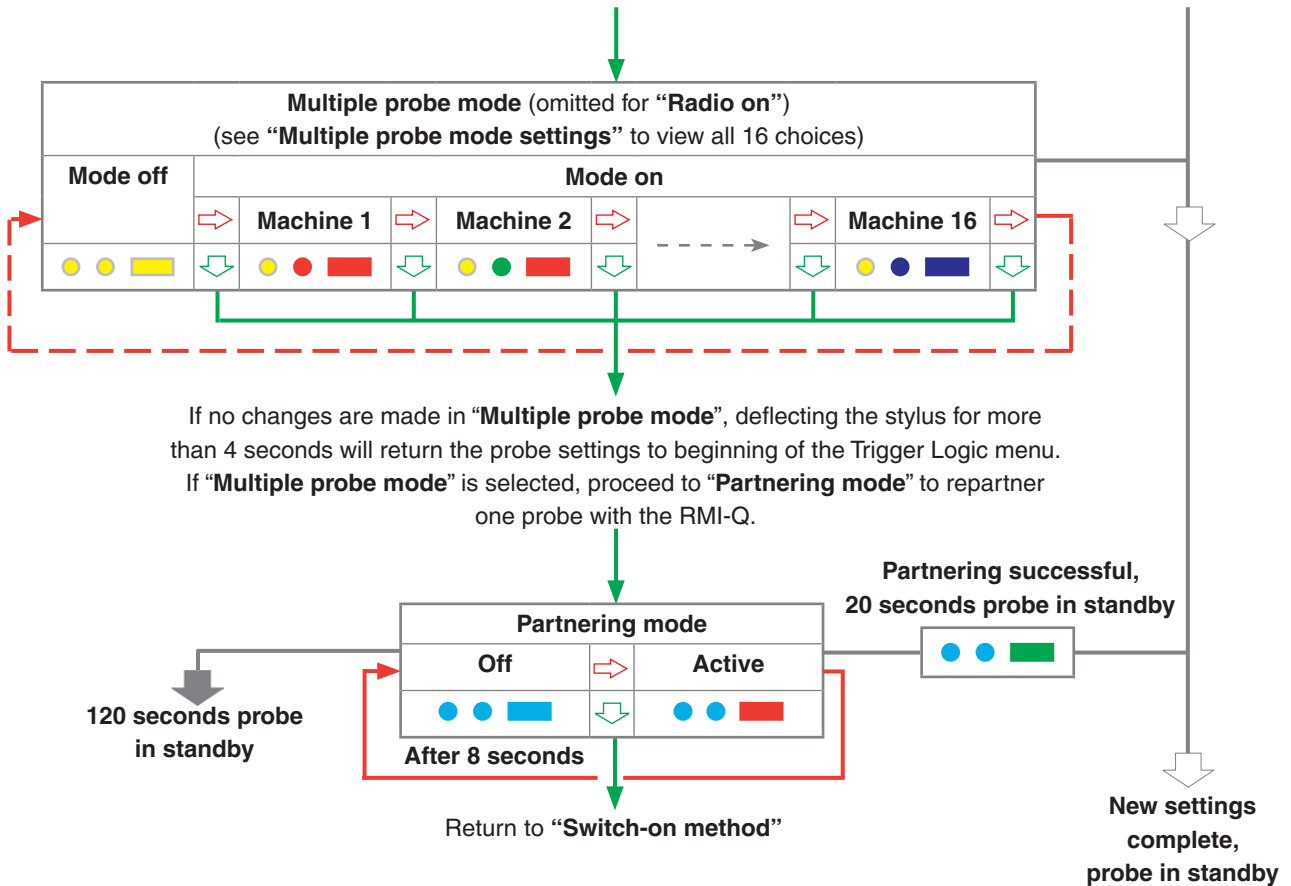 Multiple probe mode (omitted for “Radio on”)
(see “Multiple probe mode settings” to view all 16 choices)
Mode off
Mode on
Machine 1
Machine 2
Machine 16
If no changes are made in “Multiple probe mode”, deflecting the stylus for more
than 4 seconds will return the probe settings to beginning of the Trigger Logic menu.
If “Multiple probe mode” is selected, proceed to “Partnering mode” to repartner
one probe with the RMI-Q.
Partnering successful,
20 seconds probe in standby
Partnering mode
Off
Active
120 seconds probe
in standby
After 8 seconds
Return to “Switch-on method”
New settings
complete,
probe in standby